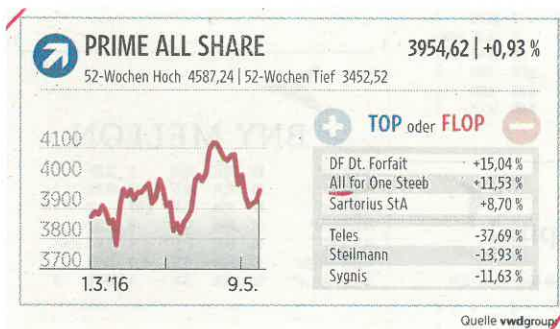 PRIME ALL SHARE
3954,62 | +0,93 %
52-Wochen Hoch 4587,24 | 52-Wochen Tief 3452,52
TOP oder FLOP
4100
4000
3900
3800
3700
1.3.'16 9.5.
DF Dt. Forfait +15,04 %
All for One Steeb +11,53 %
Sartorius StA +8,70 %
Teles -37,69 %
Steilmann -13,93 %
Sygnis -11,63 %
BNY MELLON
Quelle vwdgroup